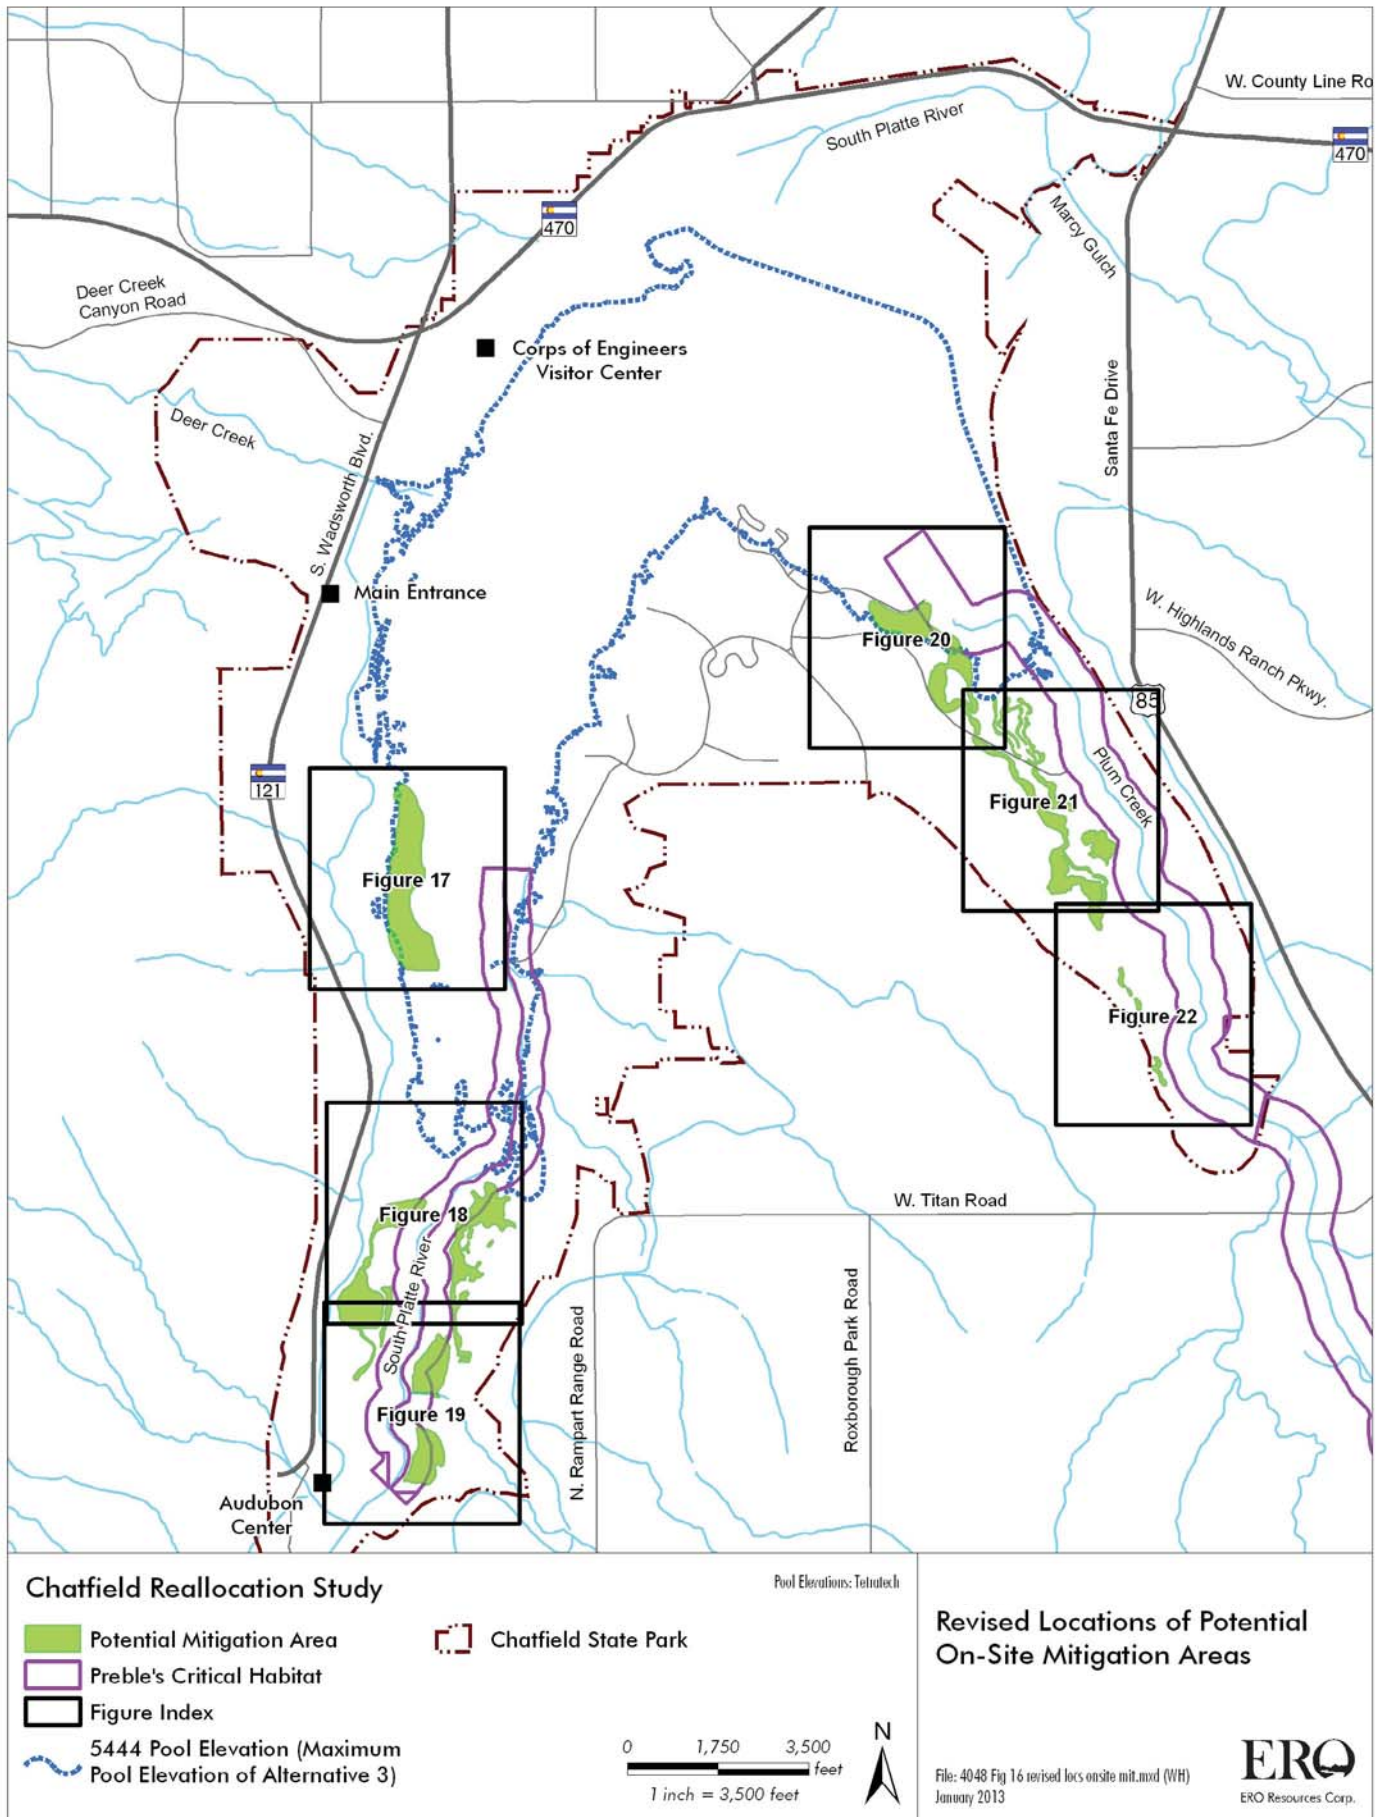 W. County Line Ro
470
South Platte River
470
Marcy Gulch
Deer Creek
Canyon Road
Corps of Engineers
Visitor Center
Santa Fe Drive
Deer Creek
S. Wadsworth Blvd.
Main Entrance
W. Highlands Ranch Pkwy.
Figure 20
85
121
Plum Creek
Figure 21
Figure 17
Figure 22
W. Titan Road
Figure 18
South Platte River
N. Rampart Range Road
Roxborough Park Road
Figure 19
Audubon
Center
Chatfield Reallocation Study
Pool Elevations: Tetratech
Potential Mitigation Area
Chatfield State Park
Preble's Critical Habitat
Figure Index
5444 Pool Elevation (Maximum
Pool Elevation of Alternative 3)
0 1,750 3,500
feet
1 inch = 3,500 feet
N
Revised Locations of Potential
On-Site Mitigation Areas
File: 4048 Fig 16 revised locs onsite mit.mxd (WH)
January 2013
ERO
ERO Resources Corp.